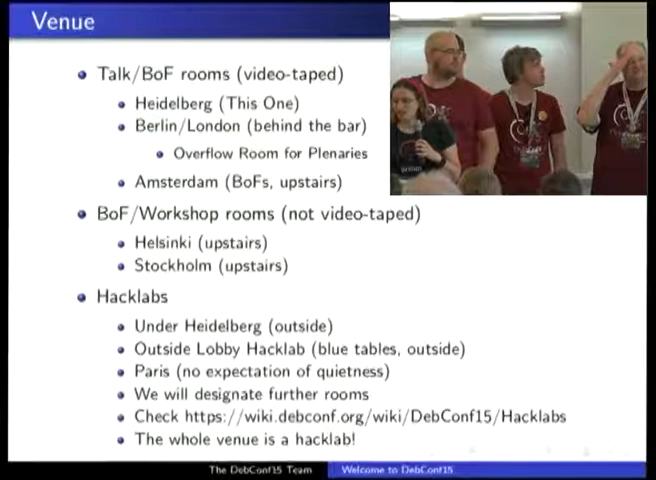 Venue
Talk/BoF rooms (video-taped)
Heidelberg (This One)
Berlin/London (behind the bar)
Overflow Room for Plenaries
Amsterdam (BoFs, upstairs)
BoF/Workshop rooms (not video-taped)
Helsinki (upstairs)
Stockholm (upstairs)
Hacklabs
Under Heidelberg (outside)
Outside Lobby Hacklab (blue tables, outside)
Paris (no expectation of quietness)
We will designate further rooms
Check https://wiki.debconf.org/wiki/DebConf15/Hacklabs
The whole venue is a hacklab!
The DebConf15 Team
Welcome to DebConf15